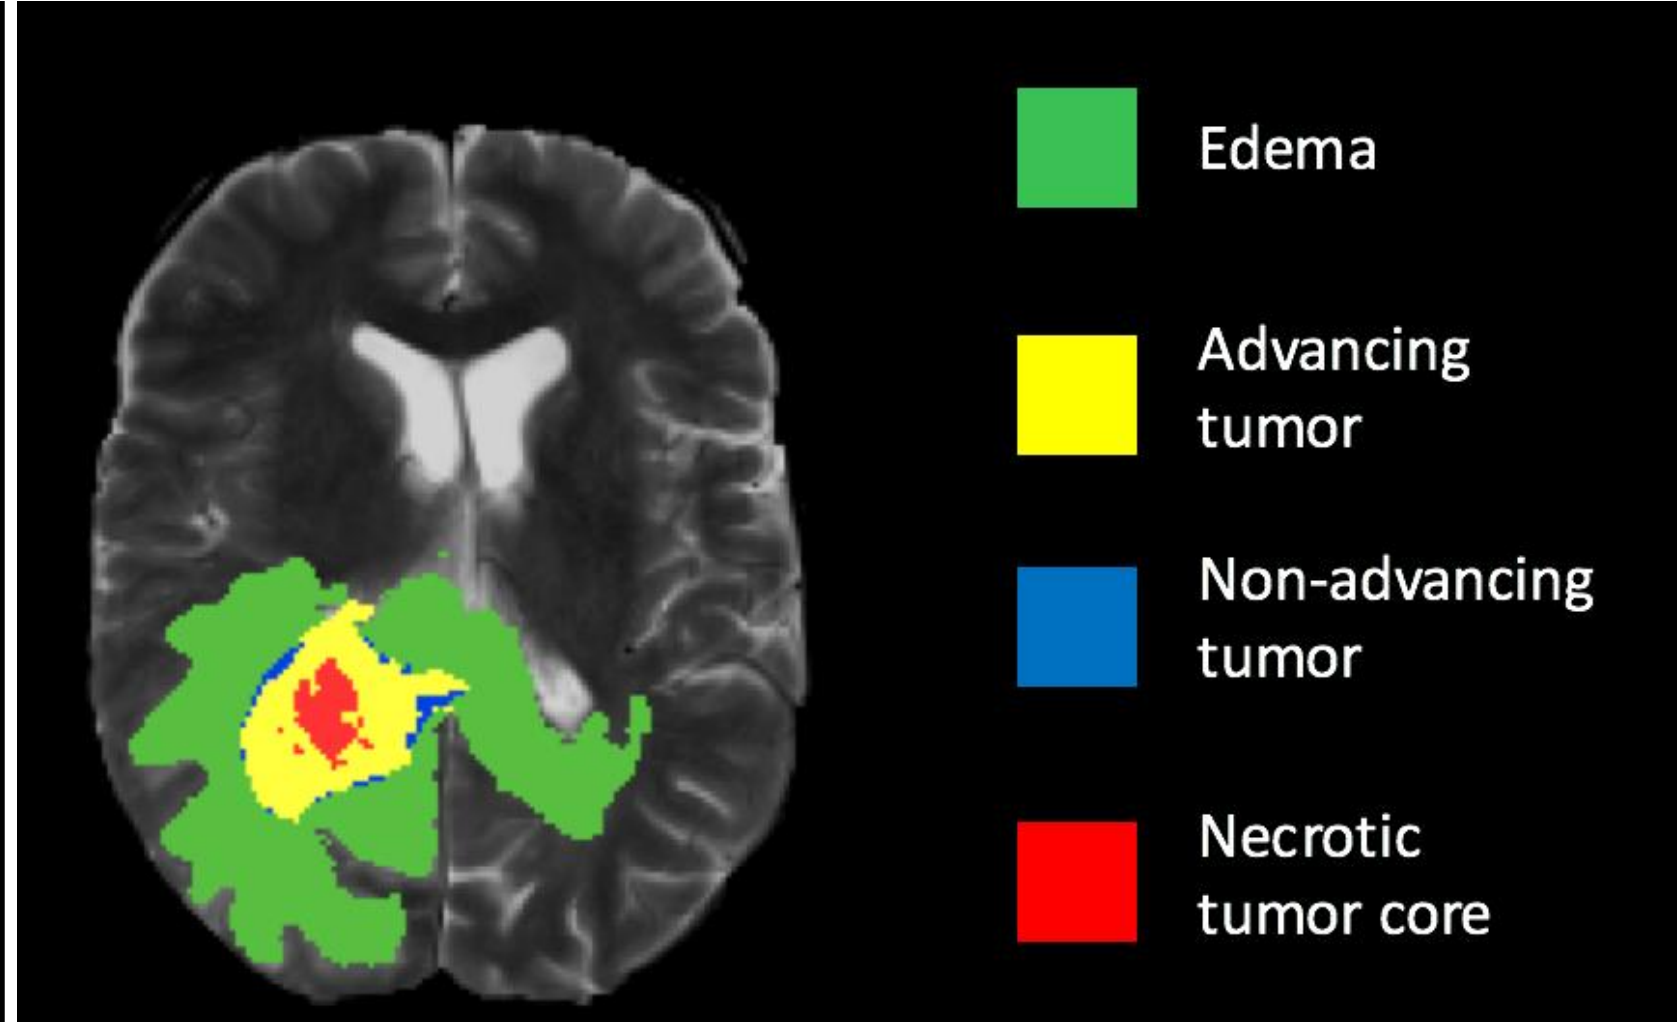 Edema
Advancing
tumor
Non-advancing
tumor
Necrotic
tumor core